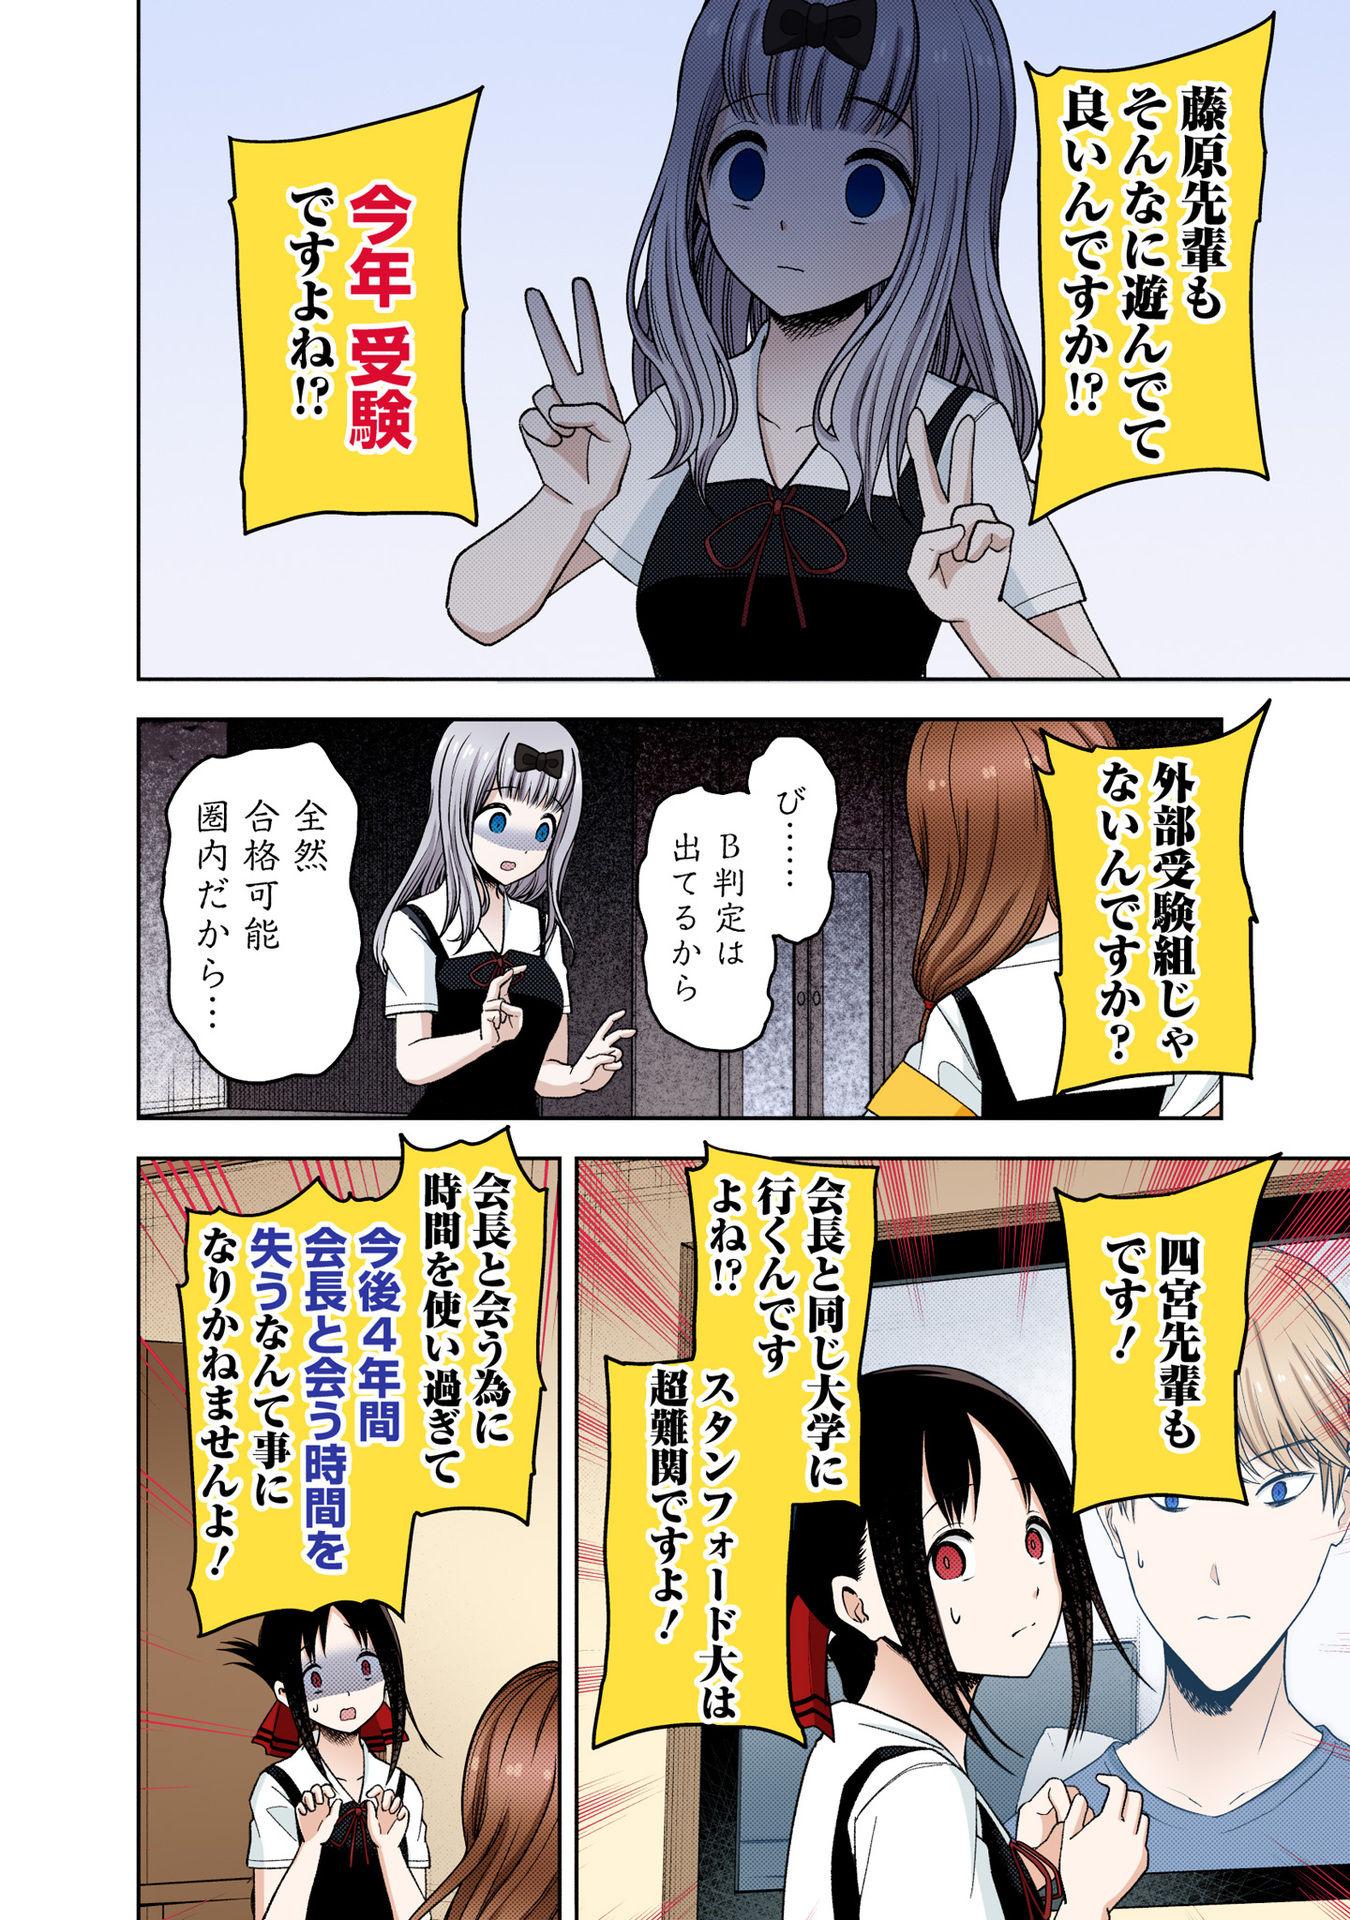 藤原先輩も
そんなに遊んでて
良いんですか!?
今年 受験
ですよね!?
外部受験組じゃ
ないんですか?
び……
B判定は
出てるから
全然
合格可能
圏内だから…
四宮先輩も
です!
会長と同じ大学に
行くんです
よね!?
スタンフォード大は
超難関ですよ!
会長と会う為に
時間を使い過ぎて
今後4年間
会長と会う時間を
失うなんて事に
なりかねませんよ!